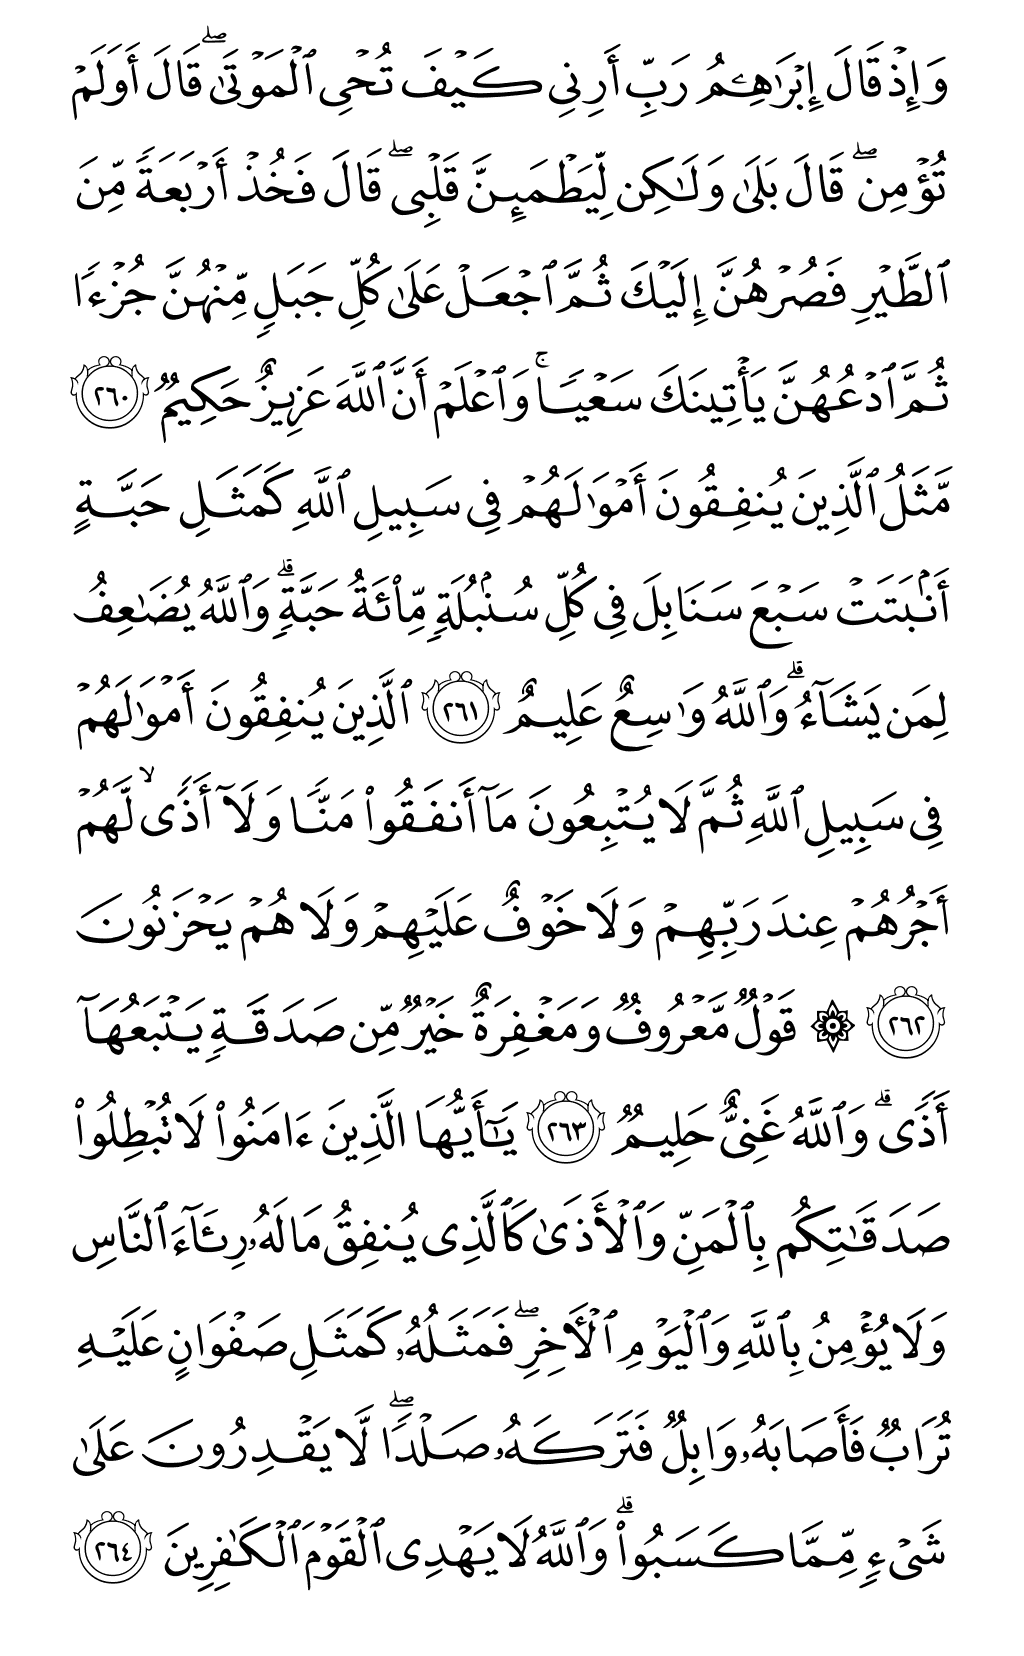 وَإِذۡ قَالَ إِبۡرَٰهِـۧمُ رَبِّ أَرِنِي كَيۡفَ تُحۡيِ ٱلۡمَوۡتَىٰۖ قَالَ أَوَلَمۡ
تُؤۡمِنۖ قَالَ بَلَىٰ وَلَٰكِن لِّيَطۡمَئِنَّ قَلۡبِيۖ قَالَ فَخُذۡ أَرۡبَعَةٗ مِّنَ
ٱلطَّيۡرِ فَصُرۡهُنَّ إِلَيۡكَ ثُمَّ ٱجۡعَلۡ عَلَىٰ كُلِّ جَبَلٖ مِّنۡهُنَّ جُزۡءٗا
ثُمَّ ٱدۡعُهُنَّ يَأۡتِينَكَ سَعۡيٗاۚ وَٱعۡلَمۡ أَنَّ ٱللَّهَ عَزِيزٌ حَكِيمٞ ٢٦٠
مَّثَلُ ٱلَّذِينَ يُنفِقُونَ أَمۡوَٰلَهُمۡ فِي سَبِيلِ ٱللَّهِ كَمَثَلِ حَبَّةٍ
أَنۢبَتَتۡ سَبۡعَ سَنَابِلَ فِي كُلِّ سُنۢبُلَةٖ مِّاْئَةُ حَبَّةٖۗ وَٱللَّهُ يُضَٰعِفُ
لِمَن يَشَآءُۗ وَٱللَّهُ وَٰسِعٌ عَلِيمٌ ٢٦١ ٱلَّذِينَ يُنفِقُونَ أَمۡوَٰلَهُمۡ
فِي سَبِيلِ ٱللَّهِ ثُمَّ لَا يُتۡبِعُونَ مَآ أَنفَقُواْ مَنّٗا وَلَآ أَذٗى لَّهُمۡ
أَجۡرُهُمۡ عِندَ رَبِّهِمۡ وَلَا خَوۡفٌ عَلَيۡهِمۡ وَلَا هُمۡ يَحۡزَنُونَ
٢٦٢ ۞ قَوۡلٞ مَّعۡرُوفٞ وَمَغۡفِرَةٌ خَيۡرٞ مِّن صَدَقَةٖ يَتۡبَعُهَآ
أَذٗىۗ وَٱللَّهُ غَنِيٌّ حَلِيمٞ ٢٦٣ يَٰٓأَيُّهَا ٱلَّذِينَ ءَامَنُواْ لَا تُبۡطِلُواْ
صَدَقَٰتِكُم بِٱلۡمَنِّ وَٱلۡأَذَىٰ كَٱلَّذِي يُنفِقُ مَالَهُۥ رِئَآءَ ٱلنَّاسِ
وَلَا يُؤۡمِنُ بِٱللَّهِ وَٱلۡيَوۡمِ ٱلۡأٓخِرِۖ فَمَثَلُهُۥ كَمَثَلِ صَفۡوَانٍ عَلَيۡهِ
تُرَابٞ فَأَصَابَهُۥ وَابِلٞ فَتَرَكَهُۥ صَلۡدٗاۖ لَّا يَقۡدِرُونَ عَلَىٰ
شَيۡءٖ مِّمَّا كَسَبُواْۗ وَٱللَّهُ لَا يَهۡدِي ٱلۡقَوۡمَ ٱلۡكَٰفِرِينَ ٢٦٤